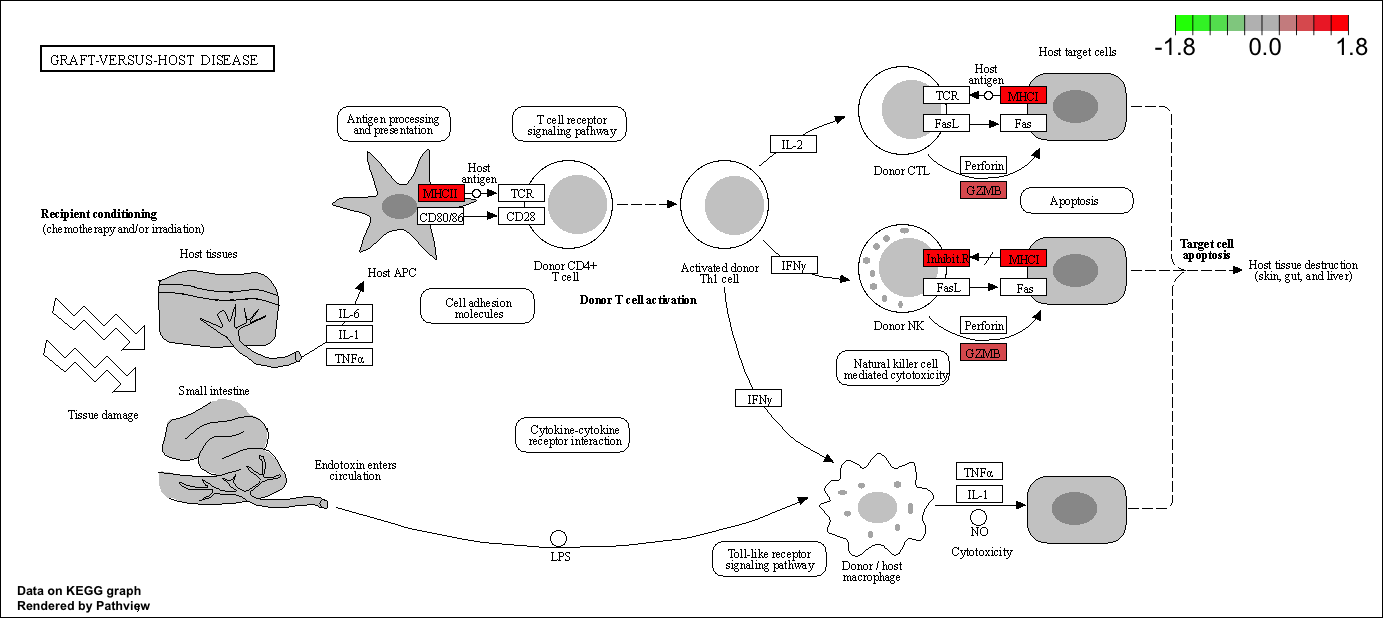 GRAFT-VERSUS-HOST DISEASE
-1.8 0.0 1.8
Host target cells
Antigen processing
and presentation
T cell receptor
signaling pathway
Host
antigen
MHCII
TCR
CD80/86
CD28
Host APC
Donor CD4+
T cell
Recipient conditioning
(chemotherapy and/or irradiation)
Host tissues
IL-6
IL-1
TNFα
Cell adhesion
molecules
Donor T cell activation
Activated donor
Th1 cell
IL-2
IFNγ
TCR
Host
antigen
MHCI
FasL
Fas
Donor CTL
Perforin
GZMB
Apoptosis
Inhibit.R
MHCI
FasL
Fas
Donor NK
Perforin
GZMB
Natural killer cell
mediated cytotoxicity
Target cell
apoptosis
Host tissue destruction
(skin, gut, and liver)
Tissue damage
Small intestine
Endotoxin enters
circulation
Cytokine-cytokine
receptor interaction
IFNγ
LPS
Toll-like receptor
signaling pathway
Donor / host
macrophage
TNFα
IL-1
NO
Cytotoxicity
Data on KEGG graph
Rendered by Pathview